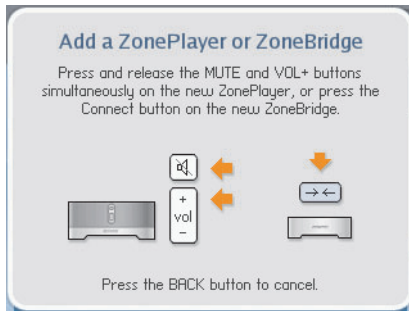 Add a ZonePlayer or ZoneBridge
Press and release the MUTE and VOL+ buttons
simultaneously on the new ZonePlayer, or press the
Connect button on the new ZoneBridge.
+
vol
−
Press the BACK button to cancel.